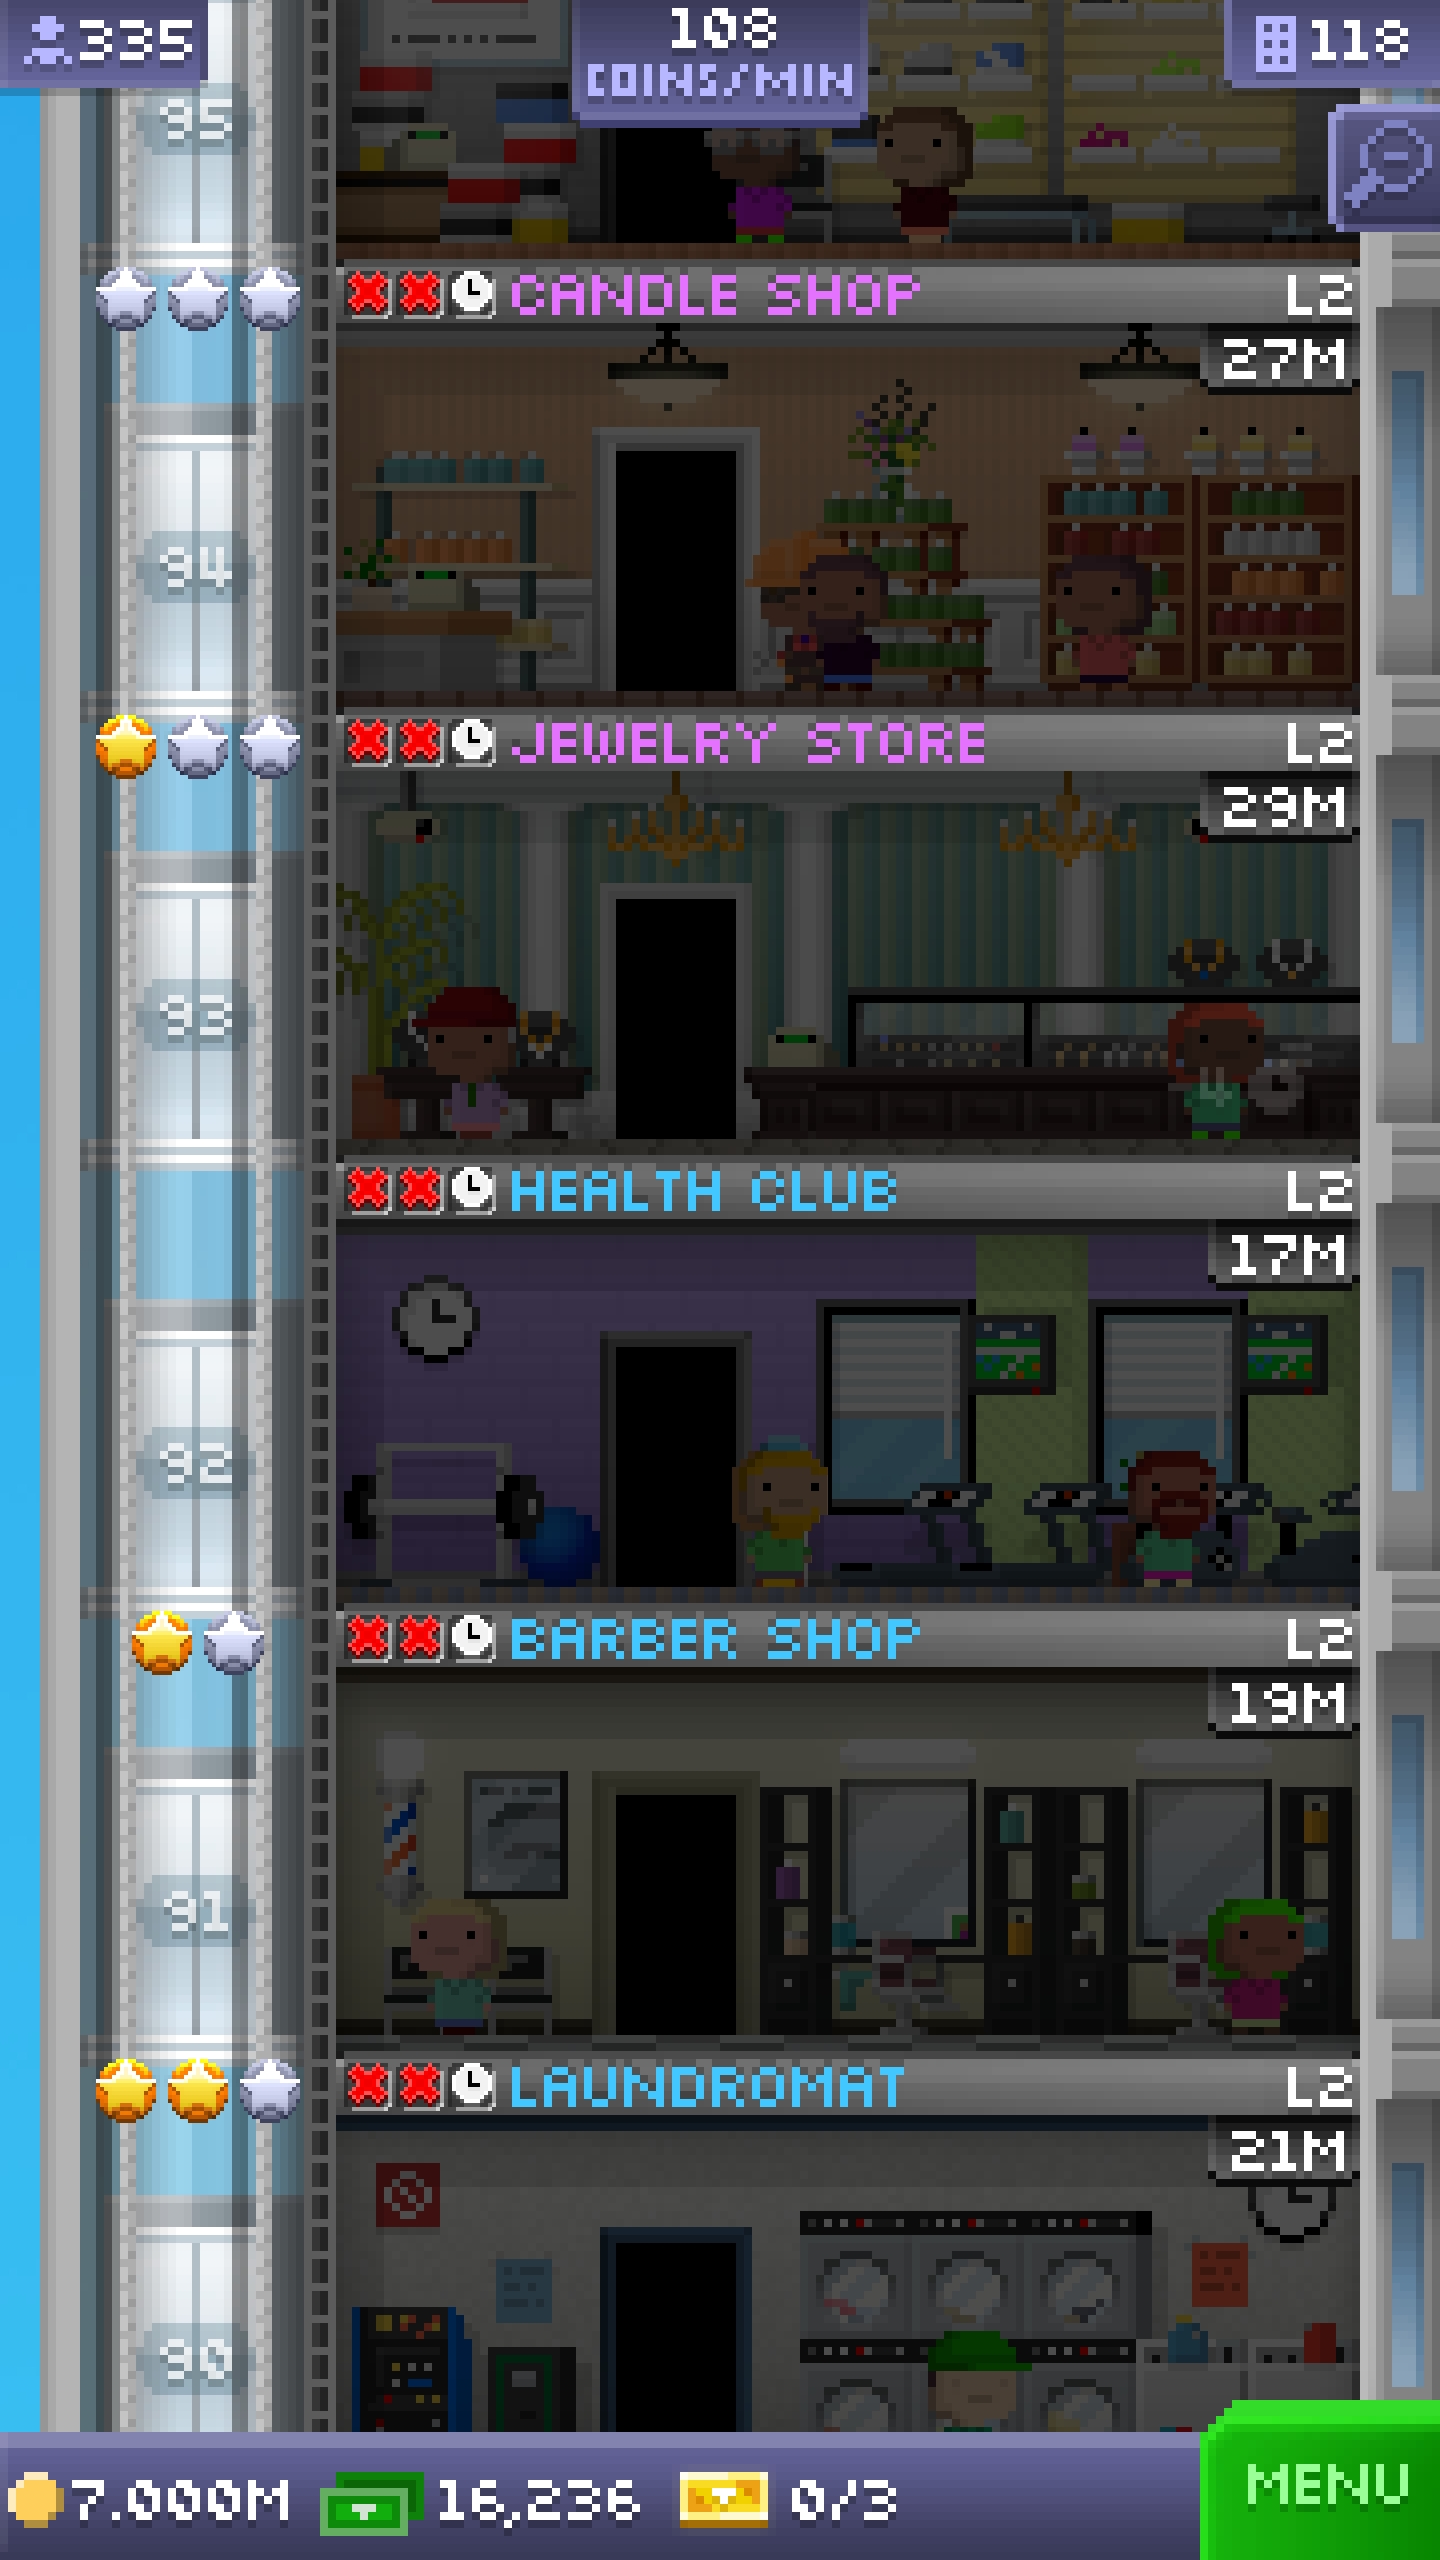 335
108
COINS/MIN
118
95
CANDLE SHOP L2
27M
94
JEWELRY STORE L2
29M
93
HEALTH CLUB L2
17M
92
BARBER SHOP L2
19M
91
LAUNDROMAT L2
21M
90
7.000M 16,236 0/3
MENU